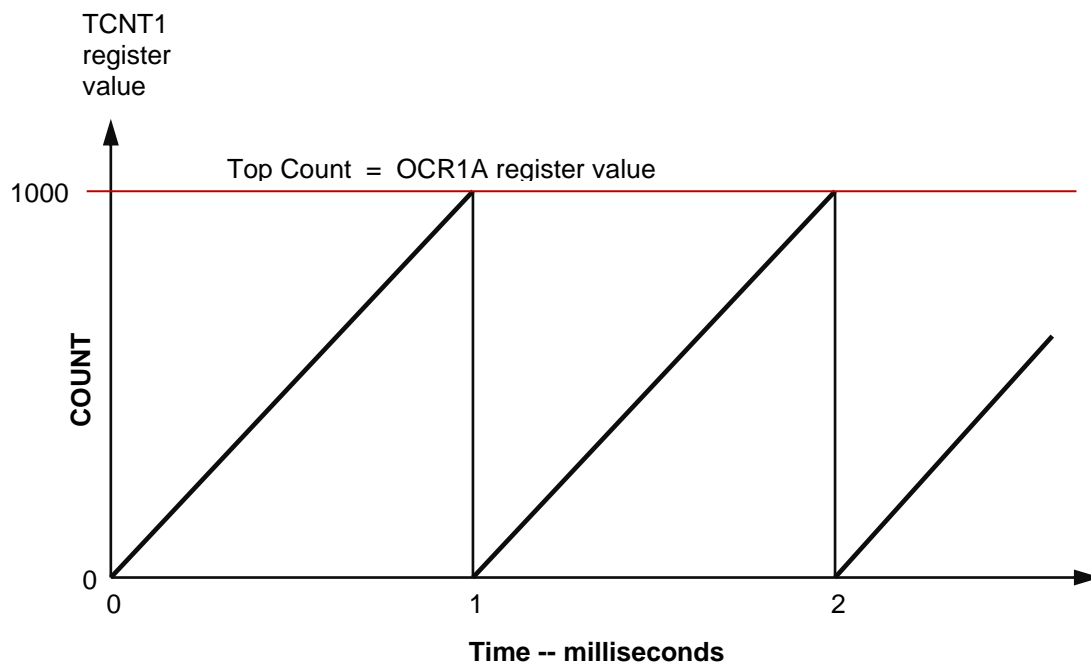 TCNT1
register
value
Top Count = OCR1A register value
1000
COUNT
0
0
1
2
Time -- milliseconds